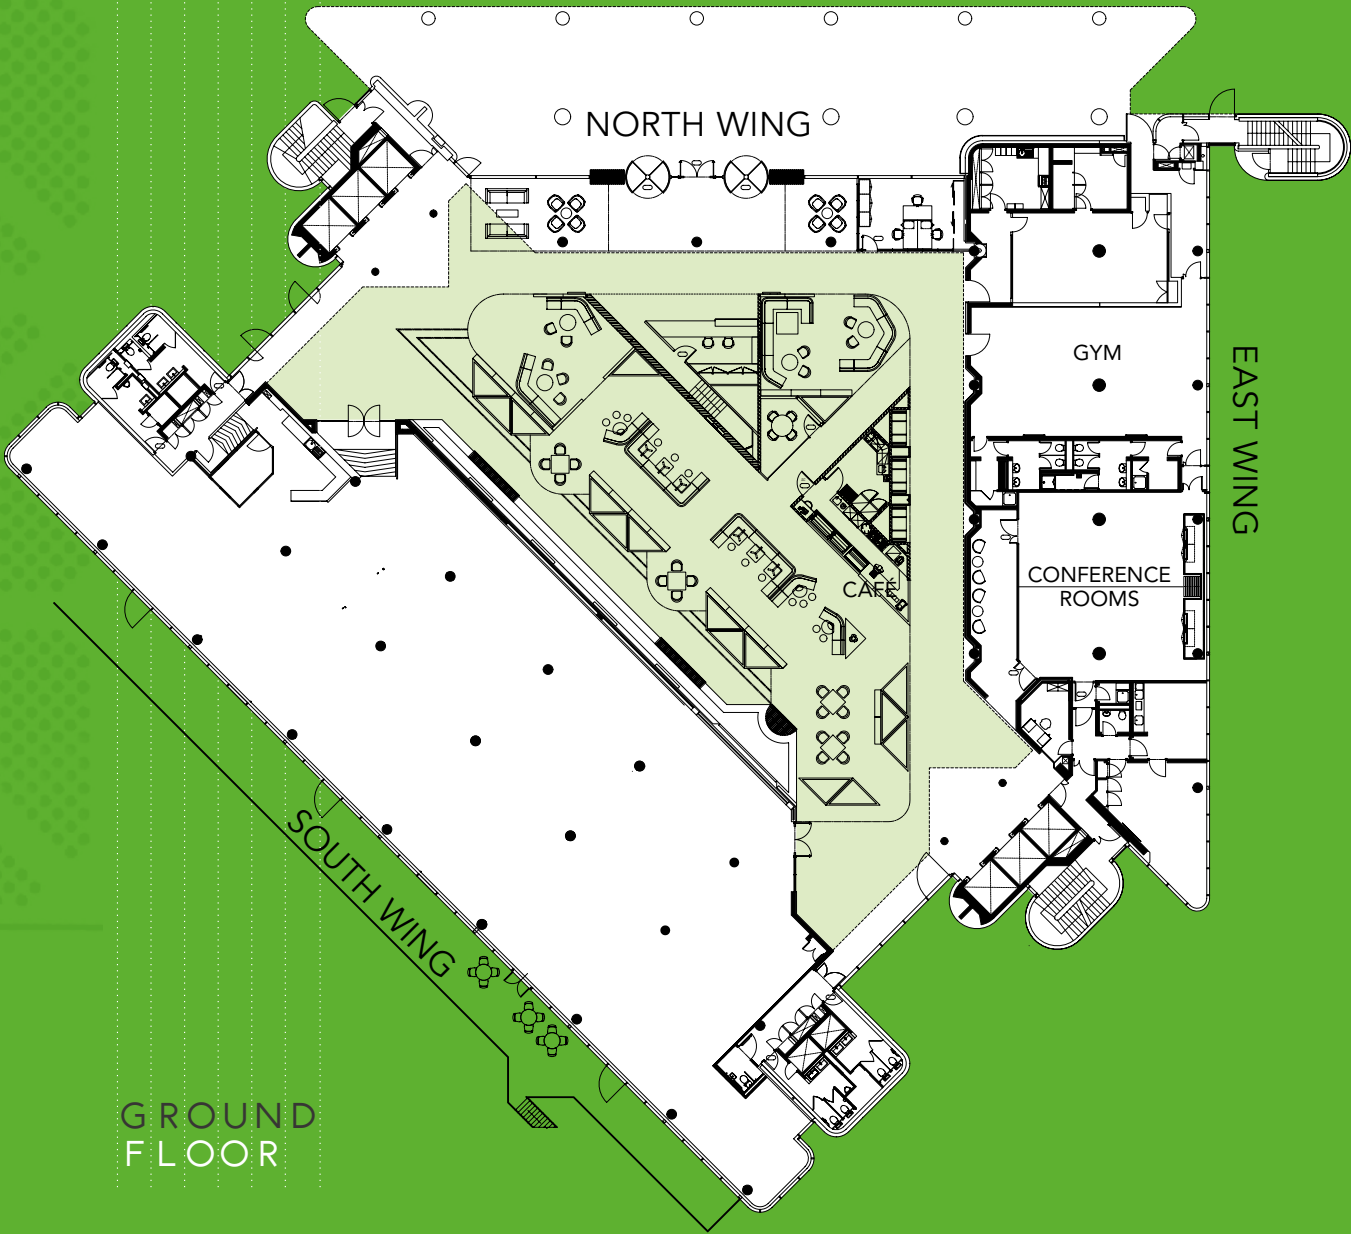 NORTH WING
GYM
EAST WING
CONFERENCE
ROOMS
CAFÉ
SOUTH WING
GROUND
FLOOR